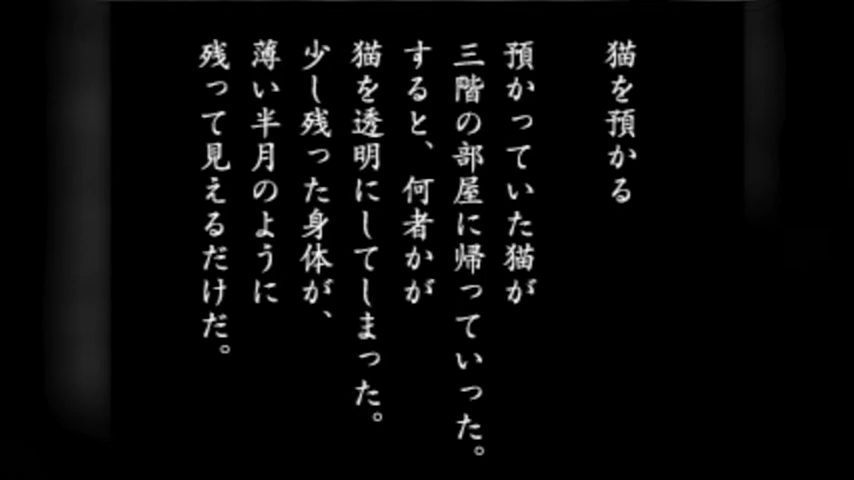 猫を預かる
預かっていた猫が
三階の部屋に帰っていった。
すると、何者かが
猫を透明にしてしまった。
少し残った身体が、
薄い半月のように
残って見えるだけだ。